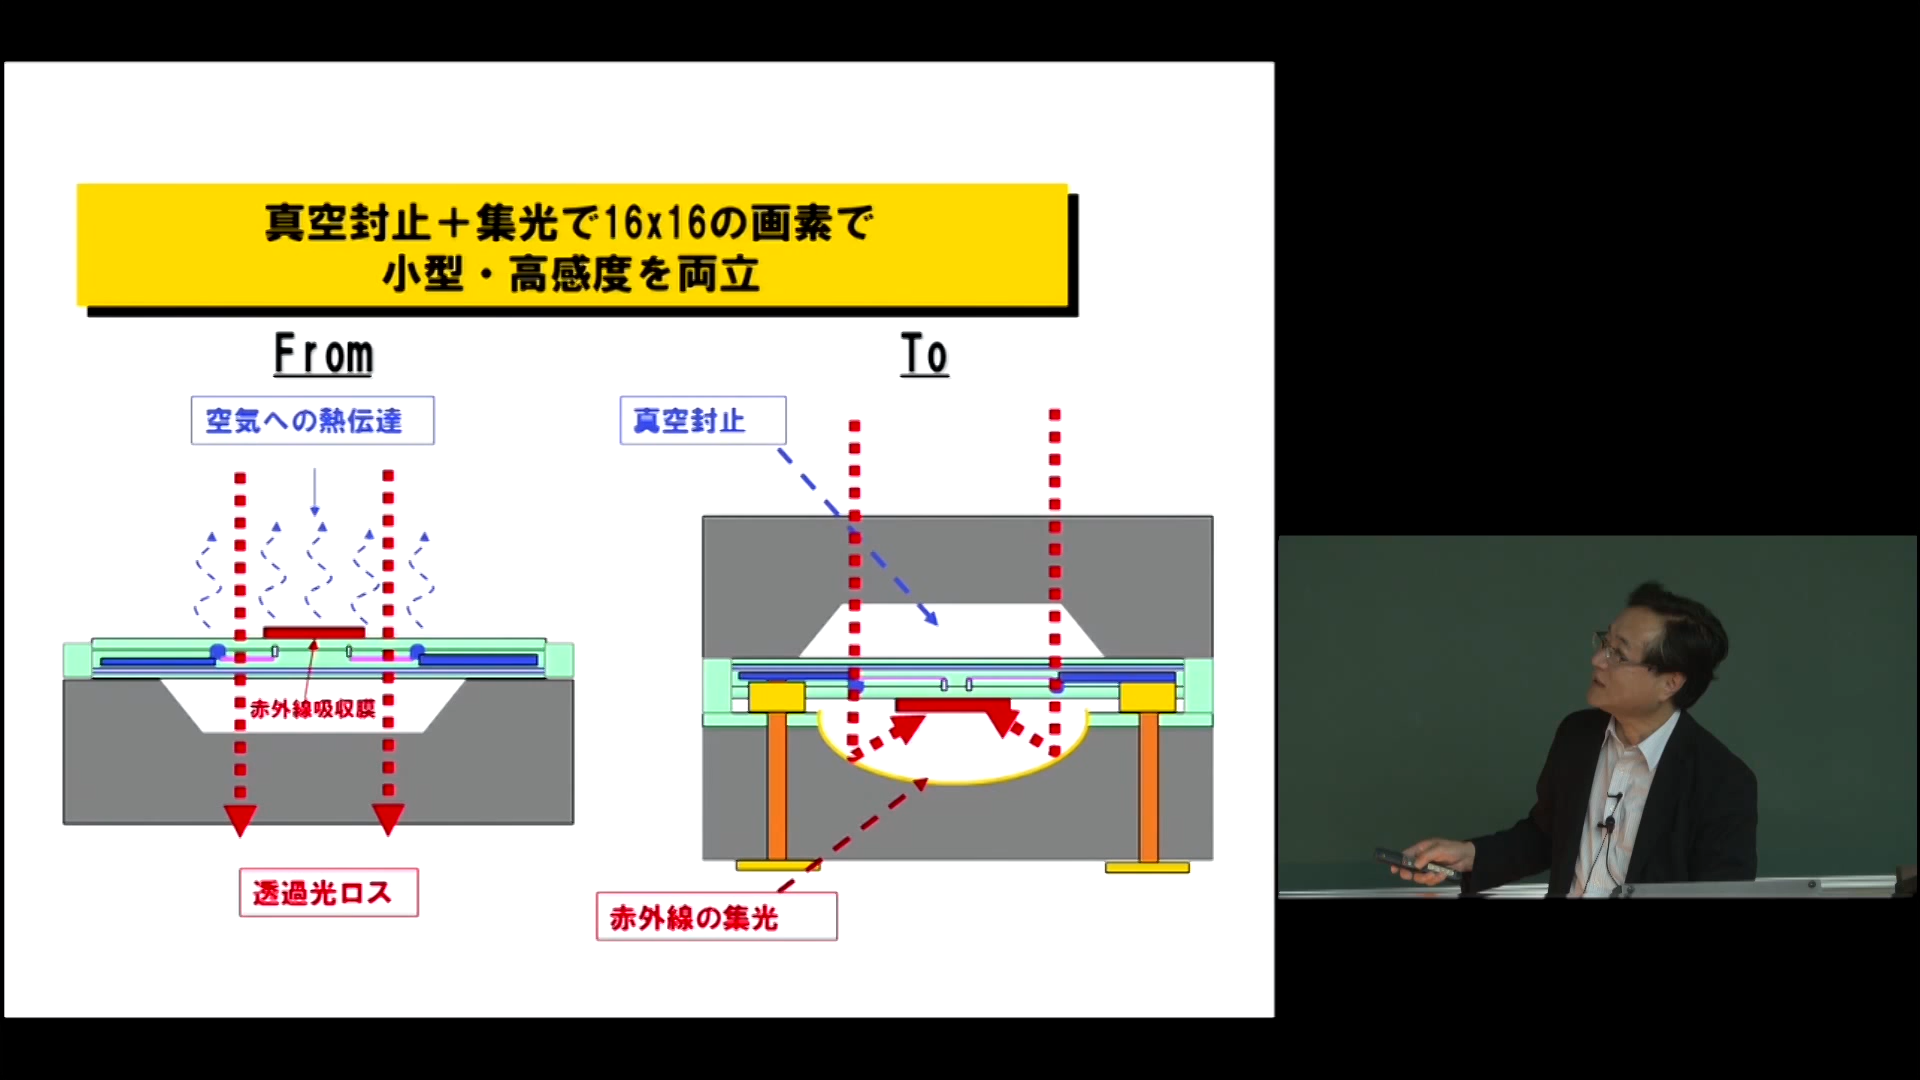 真空封止＋集光で16x16の画素で
小型・高感度を両立
From
To
空気への熱伝達
真空封止
赤外線吸収膜
透過光ロス
赤外線の集光